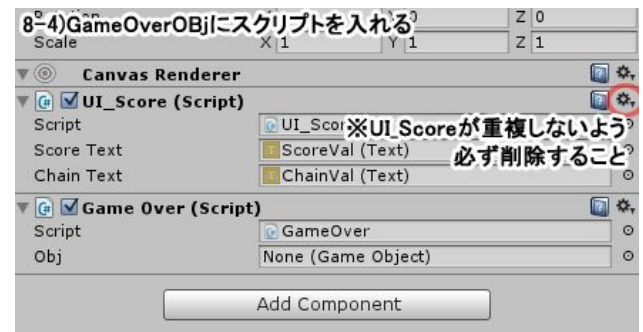 8-4)GameOverOBjにスクリプトを入れる
Z 0
Scale X 1 Y 1 Z 1
Canvas Renderer
UI_Score (Script)
Script
※UI_Scoreが重複しないよう
Score Text ScoreVal (Text)
必ず削除すること
Chain Text ChainVal (Text)
Game Over (Script)
Script GameOver
Obj None (Game Object)
Add Component